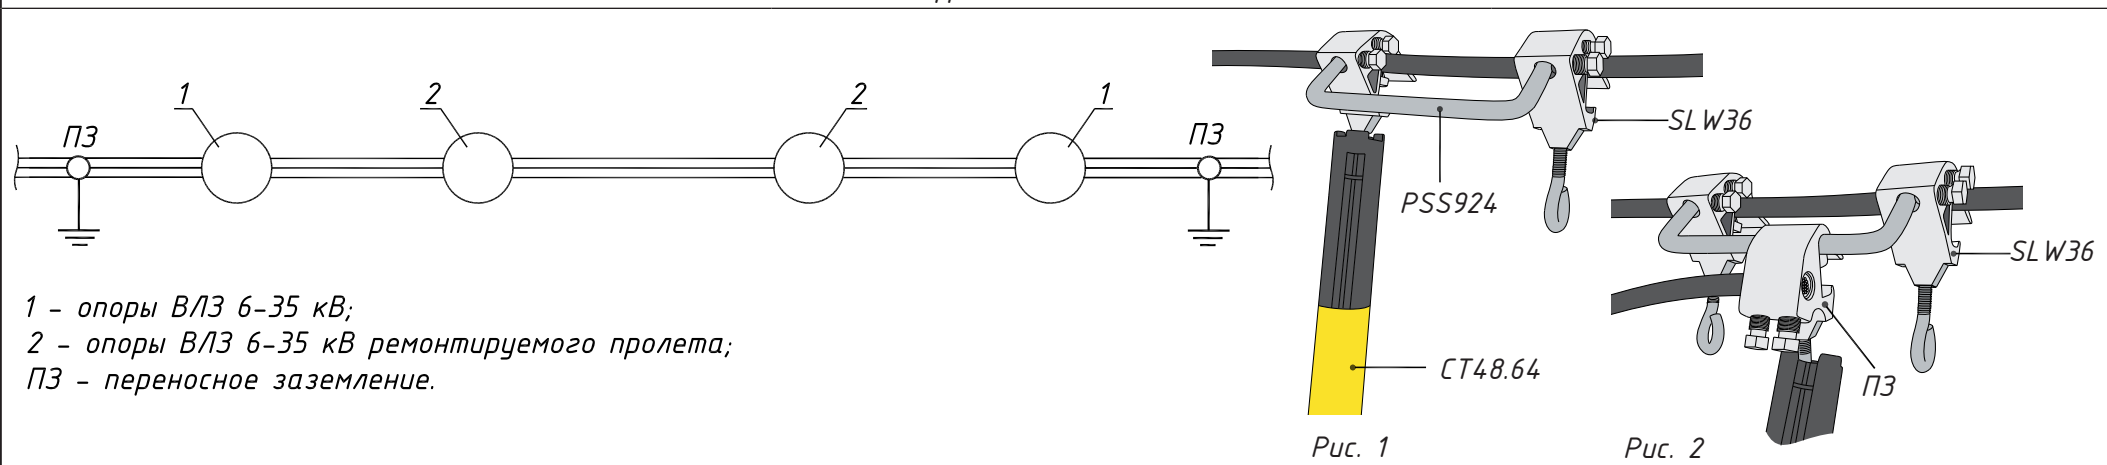 1 2 2 1
ПЗ ПЗ
1 – опоры ВЛЗ 6–35 кВ;
2 – опоры ВЛЗ 6–35 кВ ремонтируемого пролета;
ПЗ – переносное заземление.
SLW36
PSS924
CT48.64
Рис. 1
SLW36
ПЗ
Рис. 2